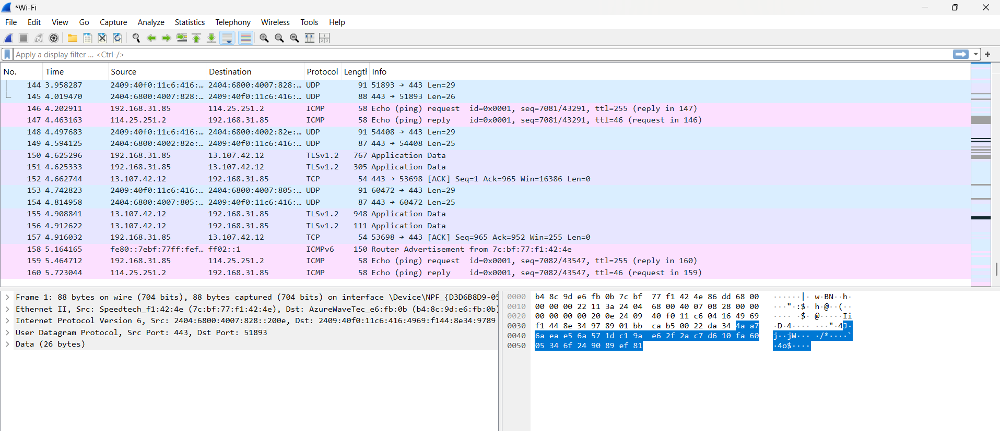 *Wi-Fi
File Edit View Go Capture Analyze Statistics Telephony Wireless Tools Help
Apply a display filter ... <Ctrl-/>
No. Time Source Destination Protocol Length Info
144 3.958287 2409:40f0:11c6:416:… 2404:6800:4007:828:… UDP 91 51893 → 443 Len=29
145 4.019470 2404:6800:4007:828:… 2409:40f0:11c6:416:… UDP 88 443 → 51893 Len=26
146 4.202911 192.168.31.85 114.25.251.2 ICMP 58 Echo (ping) request id=0x0001, seq=7081/43291, ttl=255 (reply in 147)
147 4.463163 114.25.251.2 192.168.31.85 ICMP 58 Echo (ping) reply id=0x0001, seq=7081/43291, ttl=46 (request in 146)
148 4.497683 2409:40f0:11c6:416:… 2404:6800:4002:82e:… UDP 91 54408 → 443 Len=29
149 4.594125 2404:6800:4002:82e:… 2409:40f0:11c6:416:… UDP 87 443 → 54408 Len=25
150 4.625296 192.168.31.85 13.107.42.12 TLSv1.2 767 Application Data
151 4.625333 192.168.31.85 13.107.42.12 TLSv1.2 305 Application Data
152 4.662744 13.107.42.12 192.168.31.85 TCP 54 443 → 53698 [ACK] Seq=1 Ack=965 Win=16386 Len=0
153 4.742823 2409:40f0:11c6:416:… 2404:6800:4007:805:… UDP 91 60472 → 443 Len=29
154 4.814958 2404:6800:4007:805:… 2409:40f0:11c6:416:… UDP 87 443 → 60472 Len=25
155 4.908841 13.107.42.12 192.168.31.85 TLSv1.2 948 Application Data
156 4.912622 13.107.42.12 192.168.31.85 TLSv1.2 111 Application Data
157 4.916032 192.168.31.85 13.107.42.12 TCP 54 53698 → 443 [ACK] Seq=965 Ack=952 Win=255 Len=0
158 5.164165 fe80::7ebf:77ff:fef… ff02::1 ICMPv6 150 Router Advertisement from 7c:bf:77:f1:42:4e
159 5.464712 192.168.31.85 114.25.251.2 ICMP 58 Echo (ping) request id=0x0001, seq=7082/43547, ttl=255 (reply in 160)
160 5.723044 114.25.251.2 192.168.31.85 ICMP 58 Echo (ping) reply id=0x0001, seq=7082/43547, ttl=46 (request in 159)
Frame 1: 88 bytes on wire (704 bits), 88 bytes captured (704 bits) on interface \Device\NPF_{D3D6B8D9-05
Ethernet II, Src: Speedtech_f1:42:4e (7c:bf:77:f1:42:4e), Dst: AzureWaveTec_e6:fb:0b (b4:8c:9d:e6:fb:0b)
Internet Protocol Version 6, Src: 2404:6800:4007:828::200e, Dst: 2409:40f0:11c6:416:4969:f144:8e34:9789
User Datagram Protocol, Src Port: 443, Dst Port: 51893
Data (26 bytes)
0000 b4 8c 9d e6 fb 0b 7c bf 77 f1 42 4e 86 dd 68 00 ······|· w·BN··h·
0010 00 00 00 22 11 3a 24 04 68 00 40 07 08 28 00 00 ···"·:$· h·@··(··
0020 00 00 00 00 20 0e 24 09 40 f0 11 c6 04 16 49 69 ···· ·$· @·····Ii
0030 f1 44 8e 34 97 89 01 bb ca b5 00 22 da 34 4a a7 ·D·4···· ···"·4J·
0040 6a ea e5 6a 57 1d c1 9a e6 2f 2a c7 d6 10 fa 60 j··jW··· ·/*····`
0050 05 34 6f 24 90 89 ef 81 ·4o$····